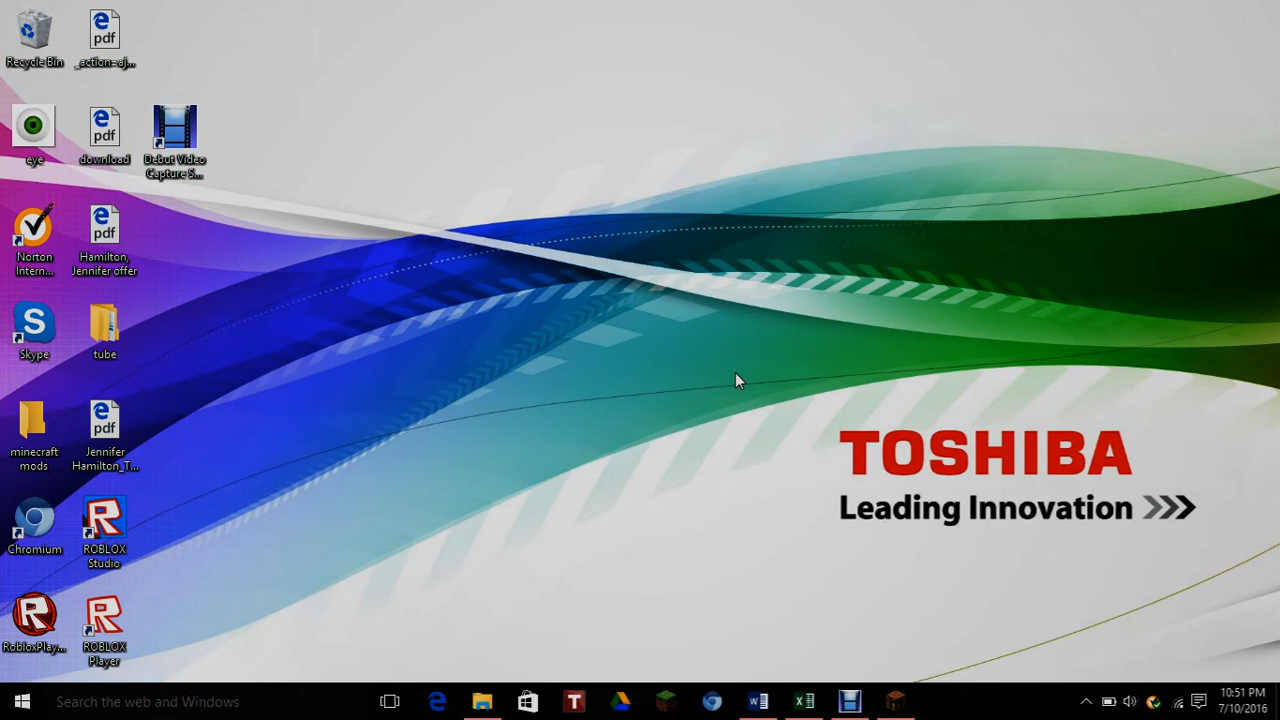 Recycle Bin
pdf
_action=aj...
eye
pdf
download
Debut Video
Capture S...
Norton
Intern...
pdf
Hamilton,
Jennifer offer
S
Skype
tube
minecraft
mods
pdf
Jennifer
Hamilton_T...
Chromium
ROBLOX
Studio
RobloxPlay...
ROBLOX
Player
TOSHIBA
Leading Innovation
Search the web and Windows
10:51 PM
7/10/2016